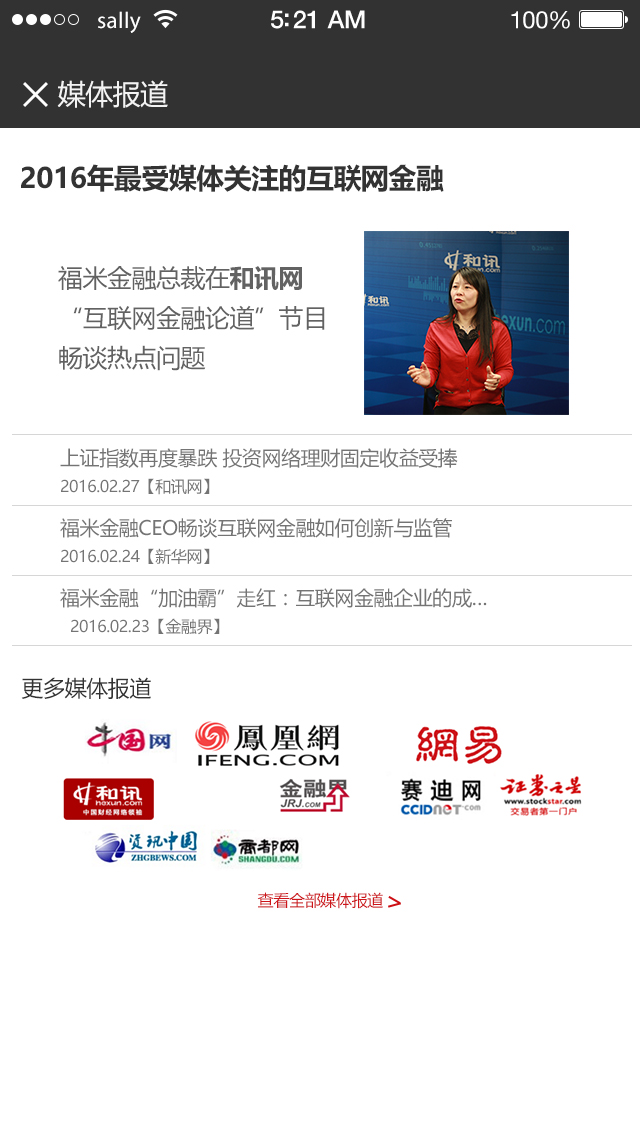 sally 5:21 AM 100%
媒体报道
2016年最受媒体关注的互联网金融
福米金融总裁在和讯网
“互联网金融论道”节目
畅谈热点问题
和讯
hexun.com
和讯
hexun.com
上证指数再度暴跌 投资网络理财固定收益受捧
2016.02.27【和讯网】
福米金融CEO畅谈互联网金融如何创新与监管
2016.02.24【新华网】
福米金融“加油霸”走红：互联网金融企业的成...
2016.02.23【金融界】
更多媒体报道
中国网 鳳凰網 網易
IFENG.COM
和讯 金融界 赛迪网 证券之星
hexun.com JRJ.COM CCIDNET.COM www.stockstar.com
中国财经网络领袖 交易者第一门户
资讯中国 商都网
ZHGBEWS.COM SHANGDU.COM
查看全部媒体报道 >